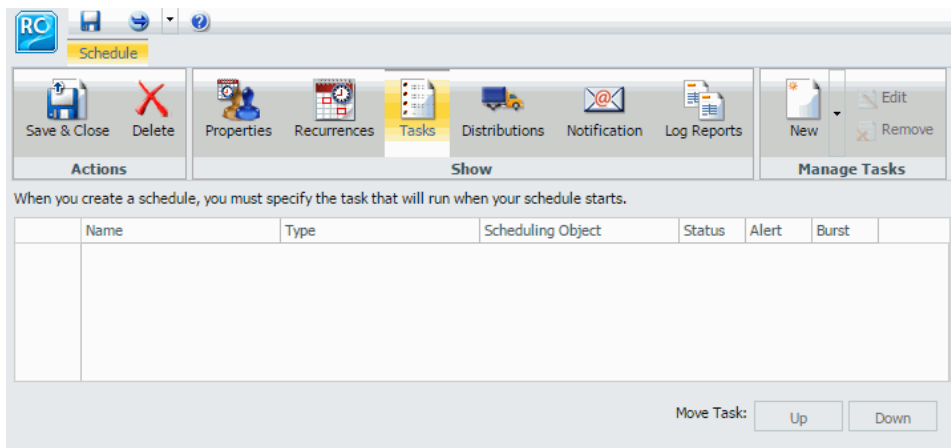 RO
Schedule
Save & Close Delete Properties Recurrences Tasks Distributions Notification Log Reports New Edit
Remove
Actions Show Manage Tasks
When you create a schedule, you must specify the task that will run when your schedule starts.
Name Type Scheduling Object Status Alert Burst
Move Task: Up Down